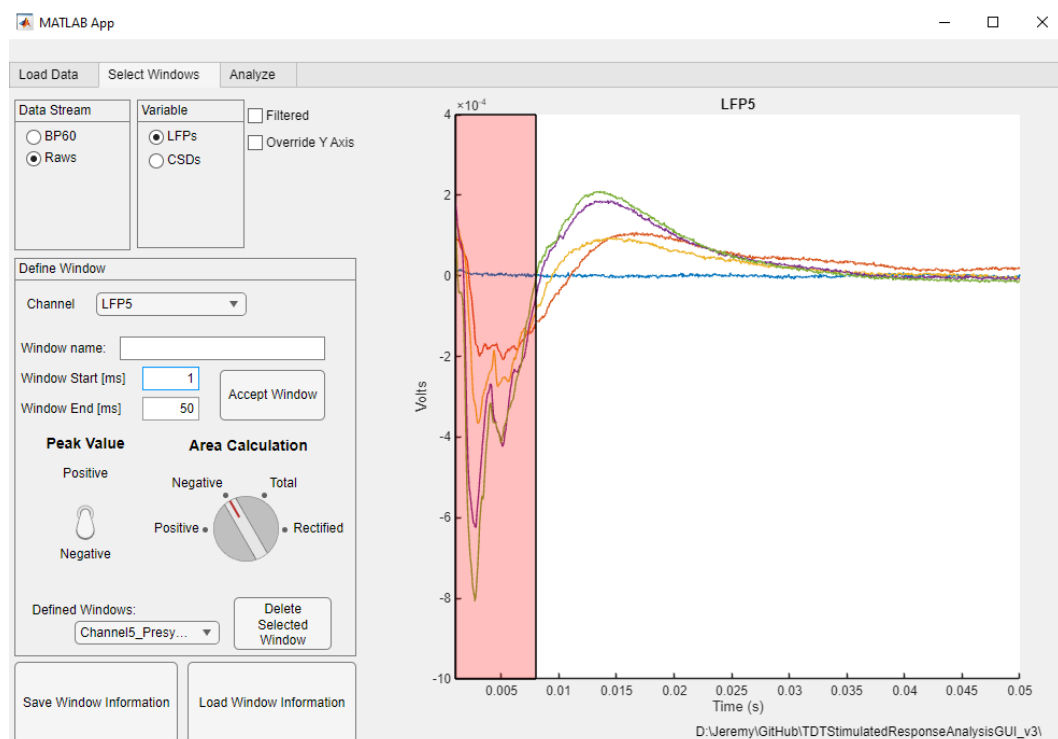 MATLAB App
Load Data
Select Windows
Analyze
Data Stream
BP60
Raws
Variable
LFPs
CSDs
Filtered
Override Y Axis
Define Window
Channel
LFP5
Window name:
Window Start [ms]
1
Window End [ms]
50
Accept Window
Peak Value
Positive
Negative
Area Calculation
Negative
Total
Positive
Rectified
Defined Windows:
Channel5_Presy...
Delete
Selected
Window
Save Window Information
Load Window Information
LFP5
×10⁻⁴
4
2
0
-2
-4
-6
-8
-10
Volts
0.005
0.01
0.015
0.02
0.025
0.03
0.035
0.04
0.045
0.05
Time (s)
D:\Jeremy\GitHub\TDTStimulatedResponseAnalysisGUI_v3\